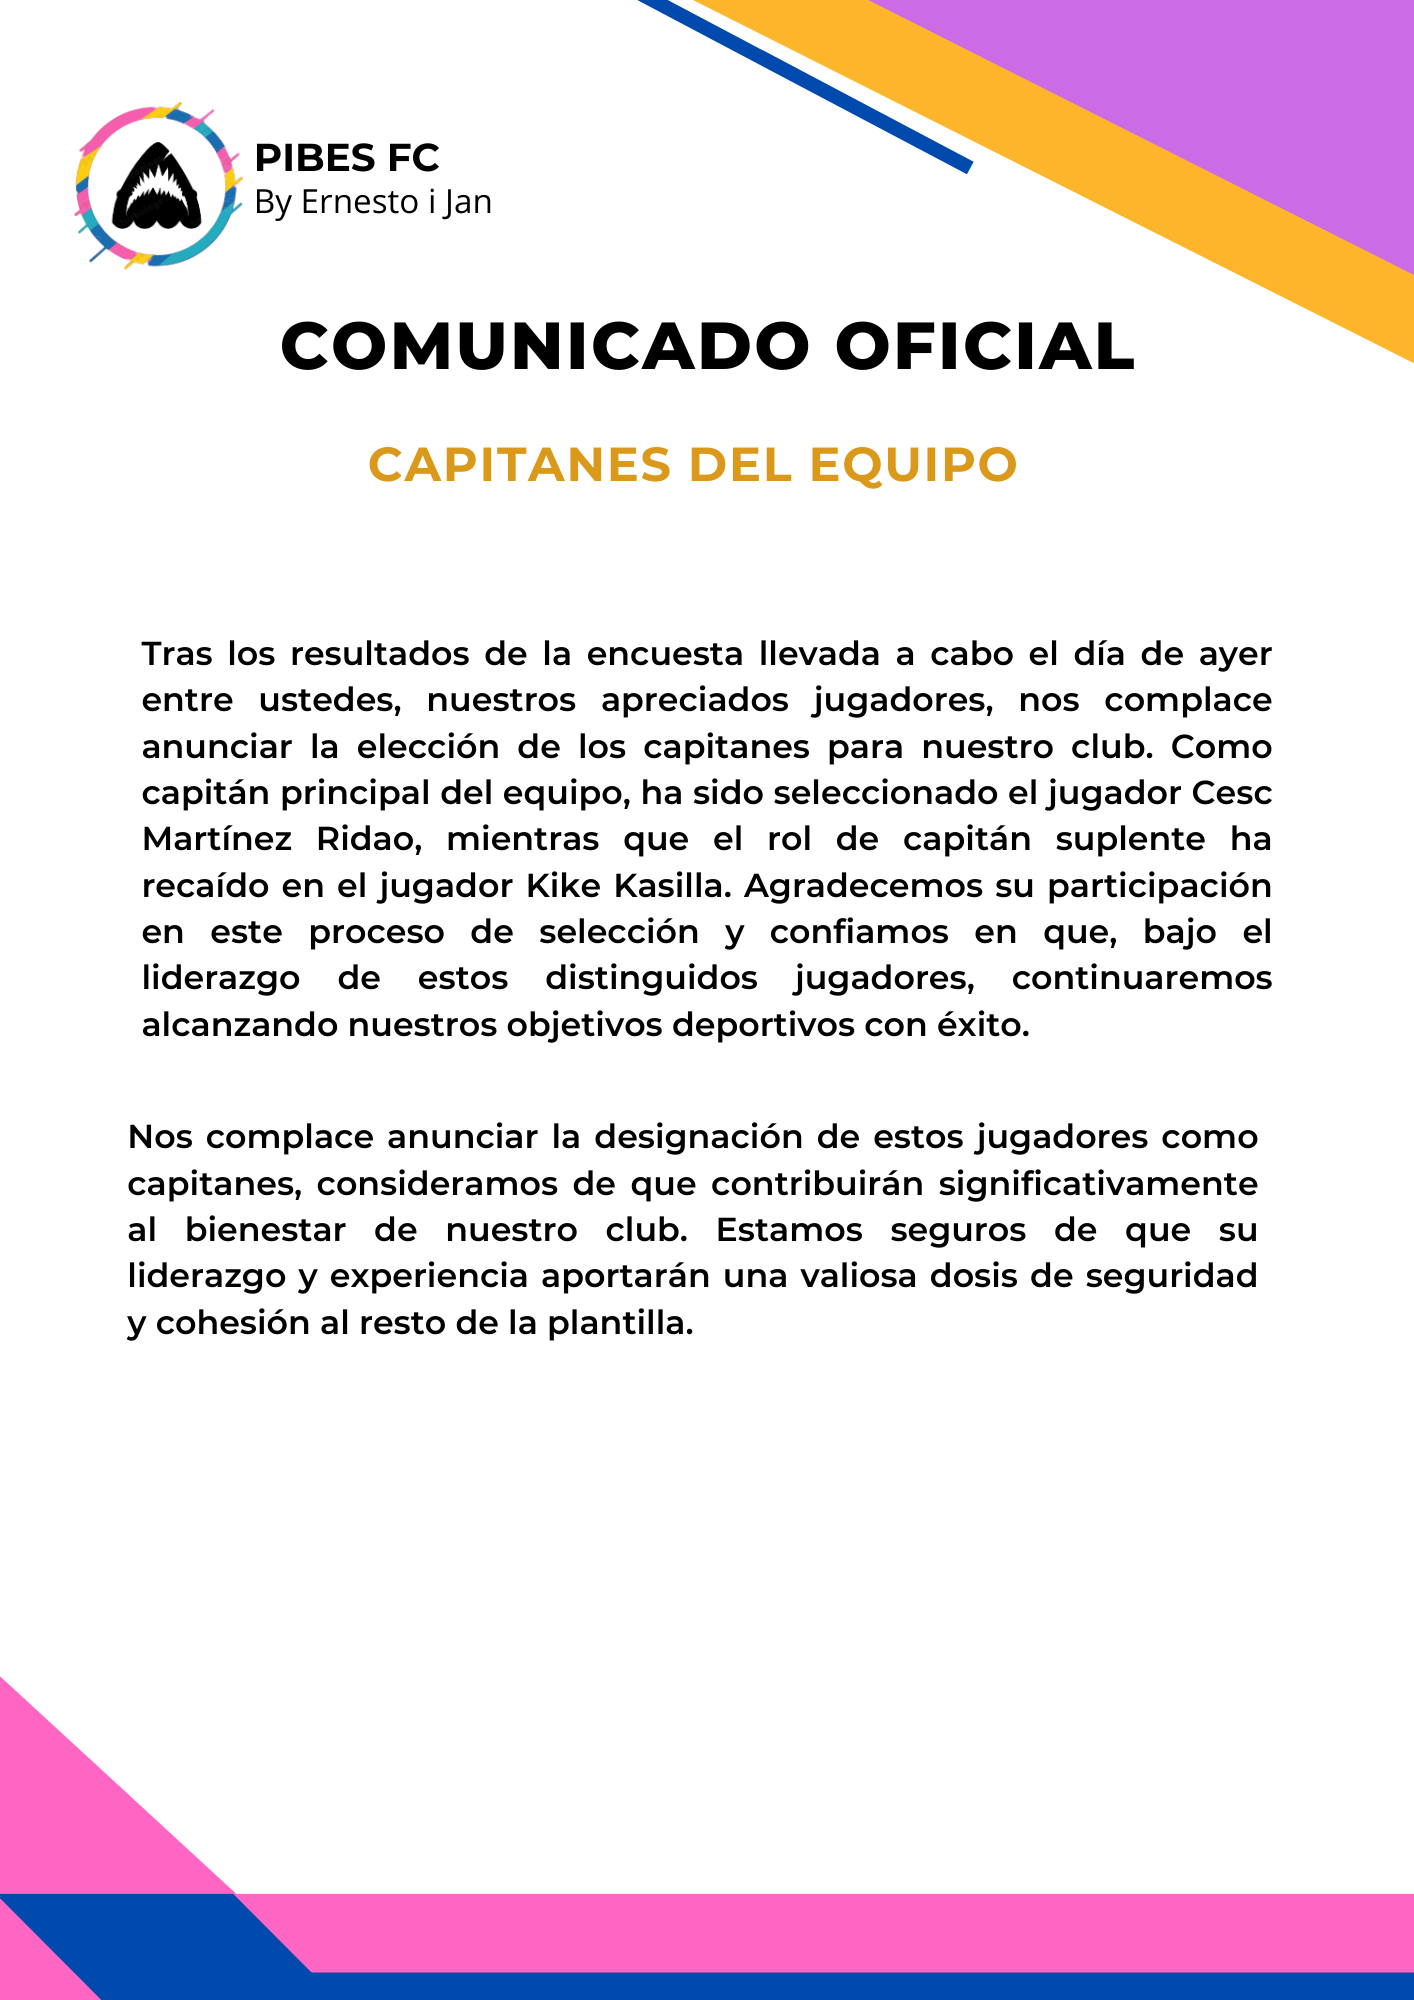 PIBES FC
By Ernesto i Jan
COMUNICADO OFICIAL
CAPITANES DEL EQUIPO
Tras los resultados de la encuesta llevada a cabo el día de ayer
entre ustedes, nuestros apreciados jugadores, nos complace
anunciar la elección de los capitanes para nuestro club. Como
capitán principal del equipo, ha sido seleccionado el jugador Cesc
Martínez Ridao, mientras que el rol de capitán suplente ha
recaído en el jugador Kike Kasilla. Agradecemos su participación
en este proceso de selección y confiamos en que, bajo el
liderazgo de estos distinguidos jugadores, continuaremos
alcanzando nuestros objetivos deportivos con éxito.
Nos complace anunciar la designación de estos jugadores como
capitanes, consideramos de que contribuirán significativamente
al bienestar de nuestro club. Estamos seguros de que su
liderazgo y experiencia aportarán una valiosa dosis de seguridad
y cohesión al resto de la plantilla.